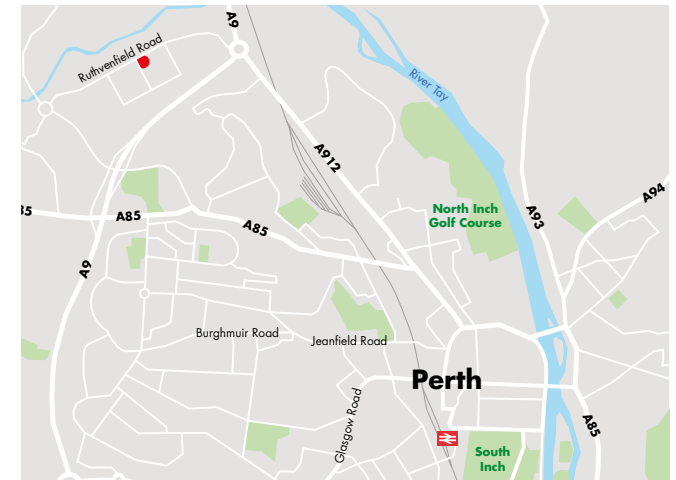 A9
Ruthvenfield Road
River Tay
A912
A94
North Inch
Golf Course
A93
85
A85
A85
A9
Burghmuir Road
Jeanfield Road
Perth
Glasgow Road
A85
South
Inch